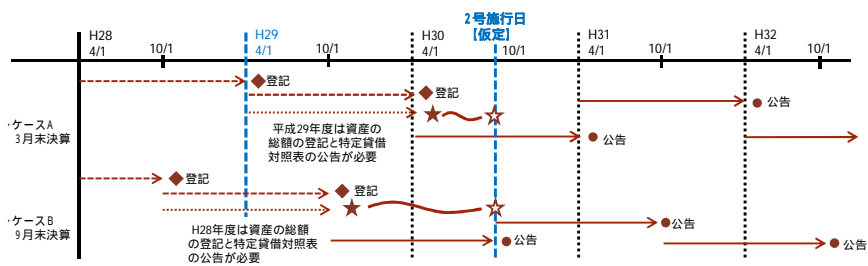 2号施行日
【仮定】
H28
H29
H30
H31
H32
4/1
10/1
4/1
10/1
4/1
10/1
4/1
10/1
4/1
10/1
登記
登記
公告
ケースA
3月末決算
平成29年度は資産の
総額の登記と特定貸借
対照表の公告が必要
公告
登記
登記
ケースB
9月末決算
公告
H28年度は資産の総額
の登記と特定貸借対照表
の公告が必要
公告
公告